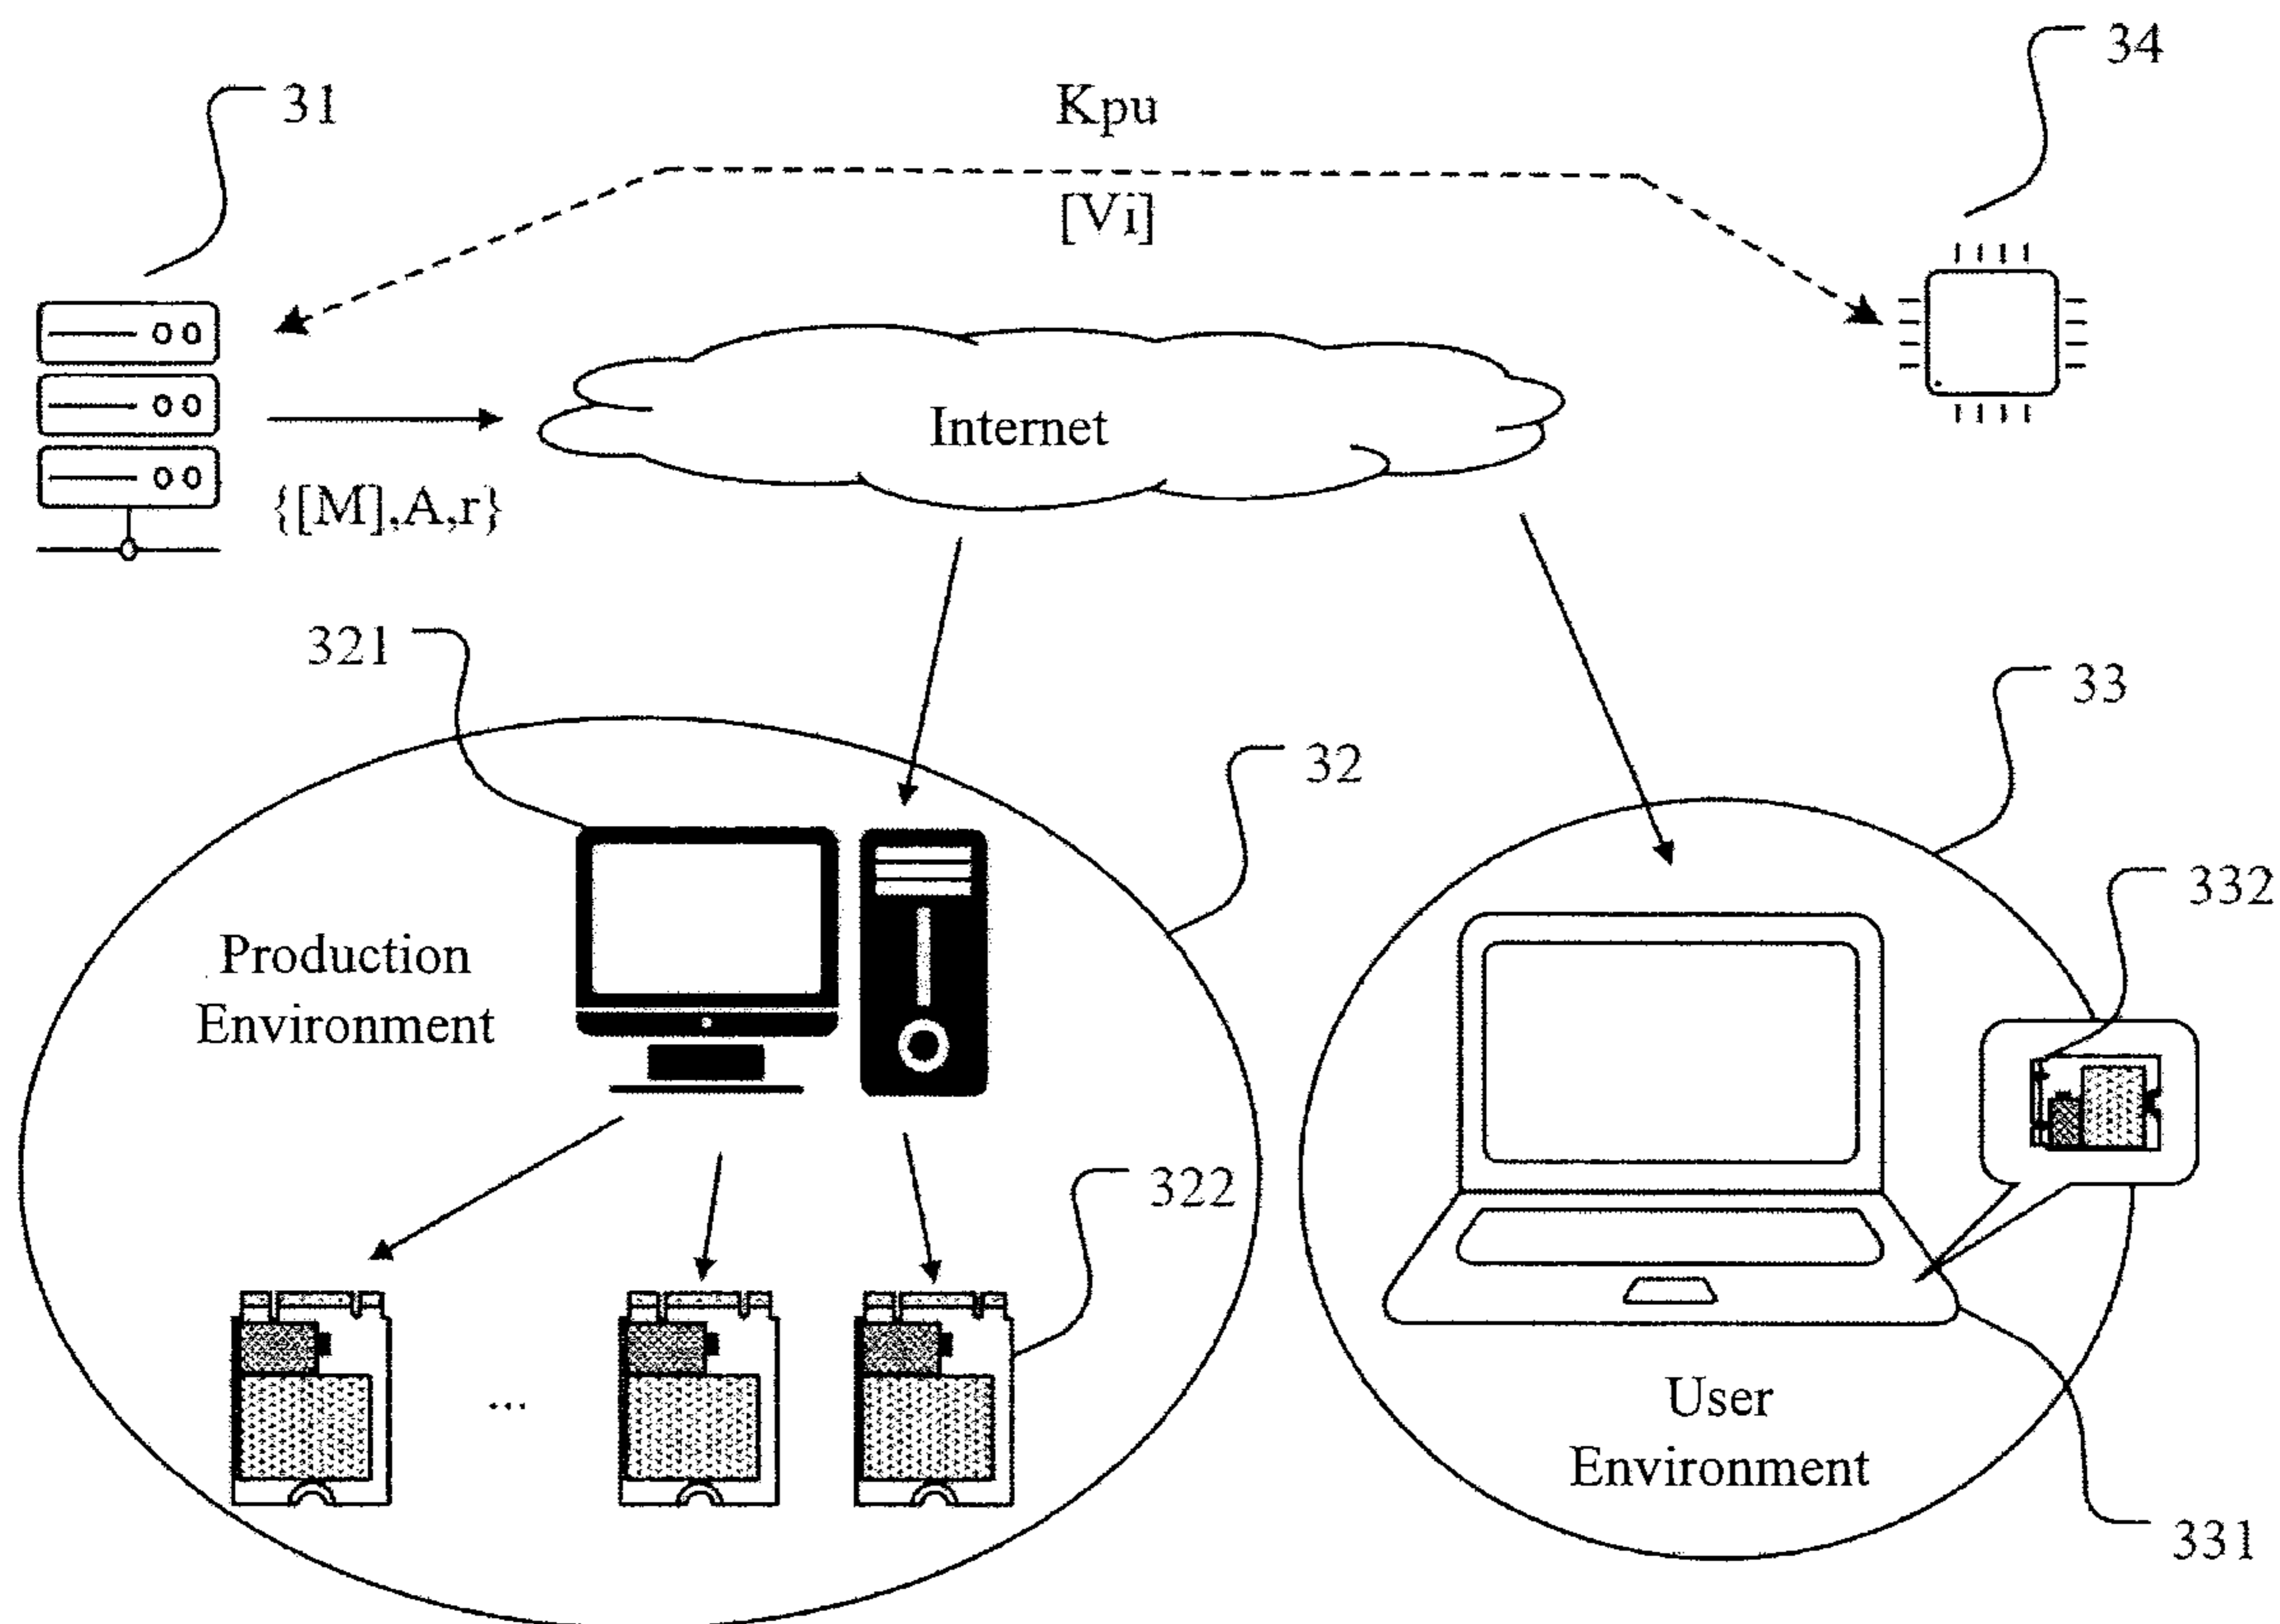 34
31
Kpu
[Vi]
Internet
{[M],A,r}
321
33
32
332
Production
Environment
322
...
User
Environment
331